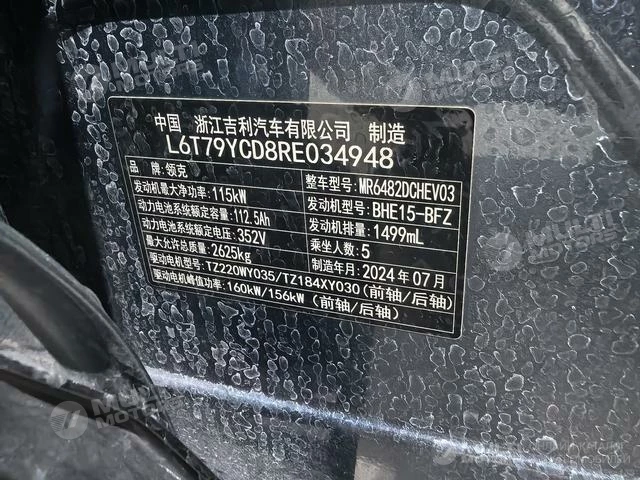 中国 浙江吉利汽车有限公司 制造
L6T79YCD8RE034948
品牌：领克 整车型号：MR6482DCHEV03
发动机最大净功率：115kW 发动机型号：BHE15-BFZ
动力电池系统额定容量：112.5Ah 发动机排量：1499mL
动力电池系统额定电压：352V 乘坐人数：5
最大允许总质量：2625kg 制造年月：2024年07月
驱动电机型号：TZ220WY035/TZ184XY030(前轴/后轴)
驱动电机峰值功率：160kW/156kW (前轴/后轴)